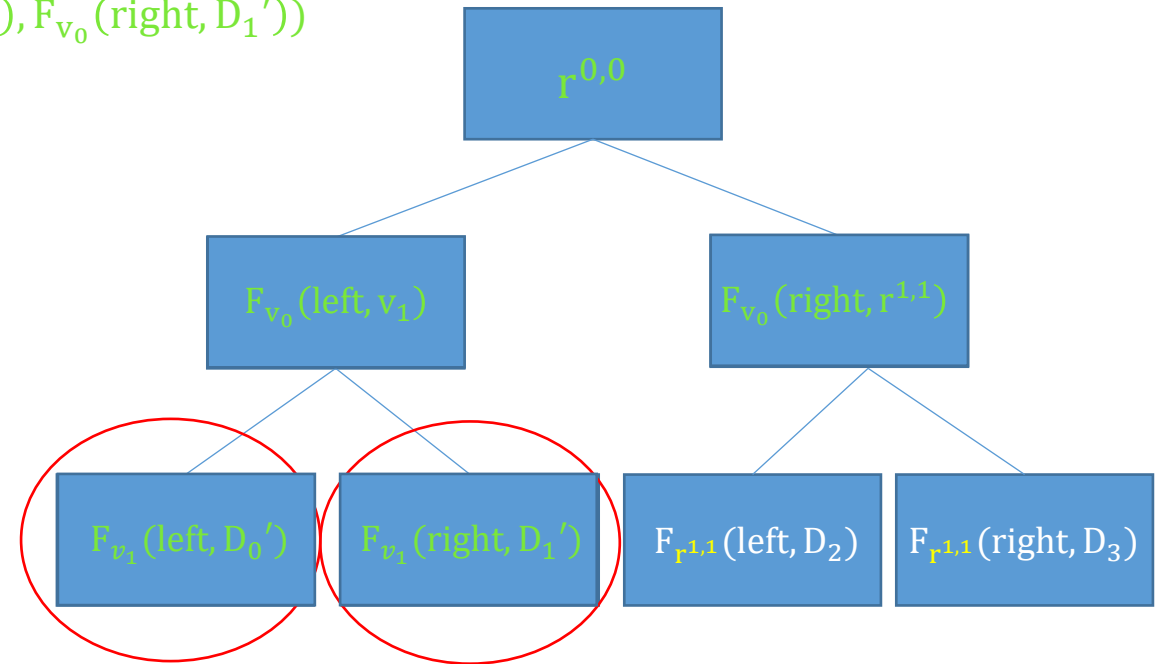 ), F_{v_0}(right, D_1′))
r^{0,0}
F_{v_0}(left, v_1)
F_{v_0}(right, r^{1,1})
F_{v_1}(left, D_0′)
F_{v_1}(right, D_1′)
F_{r^{1,1}}(left, D_2)
F_{r^{1,1}}(right, D_3)